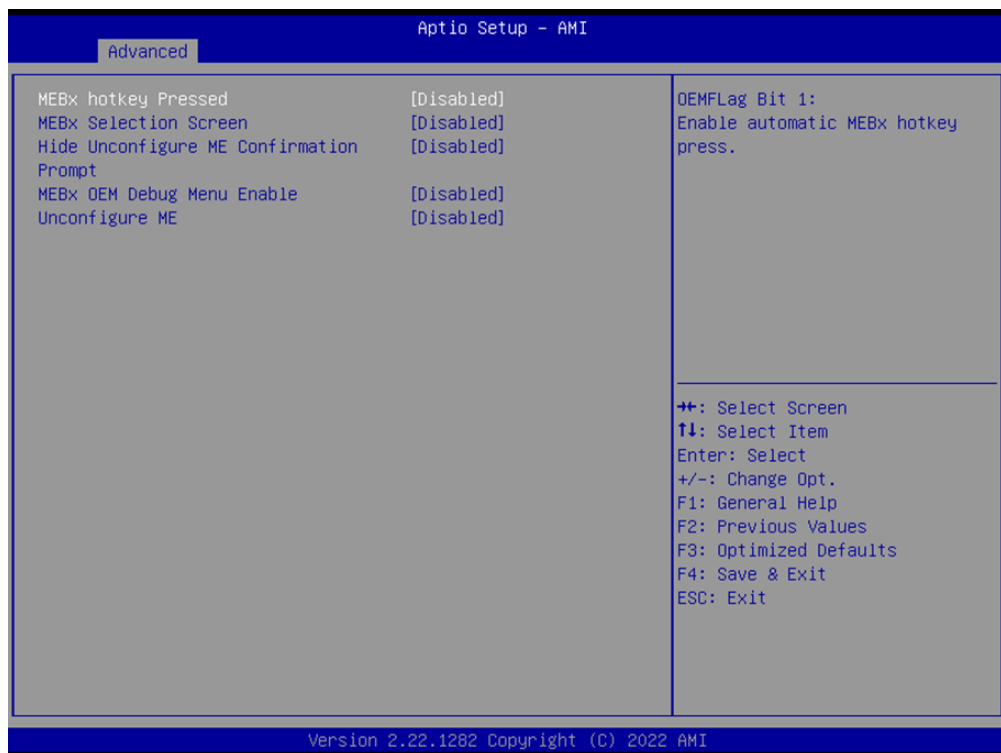 Aptio Setup – AMI
Advanced
MEBx hotkey Pressed [Disabled]
MEBx Selection Screen [Disabled]
Hide Unconfigure ME Confirmation [Disabled]
Prompt
MEBx OEM Debug Menu Enable [Disabled]
Unconfigure ME [Disabled]
OEMFLag Bit 1:
Enable automatic MEBx hotkey
press.
→←: Select Screen
↑↓: Select Item
Enter: Select
+/-: Change Opt.
F1: General Help
F2: Previous Values
F3: Optimized Defaults
F4: Save & Exit
ESC: Exit
Version 2.22.1282 Copyright (C) 2022 AMI